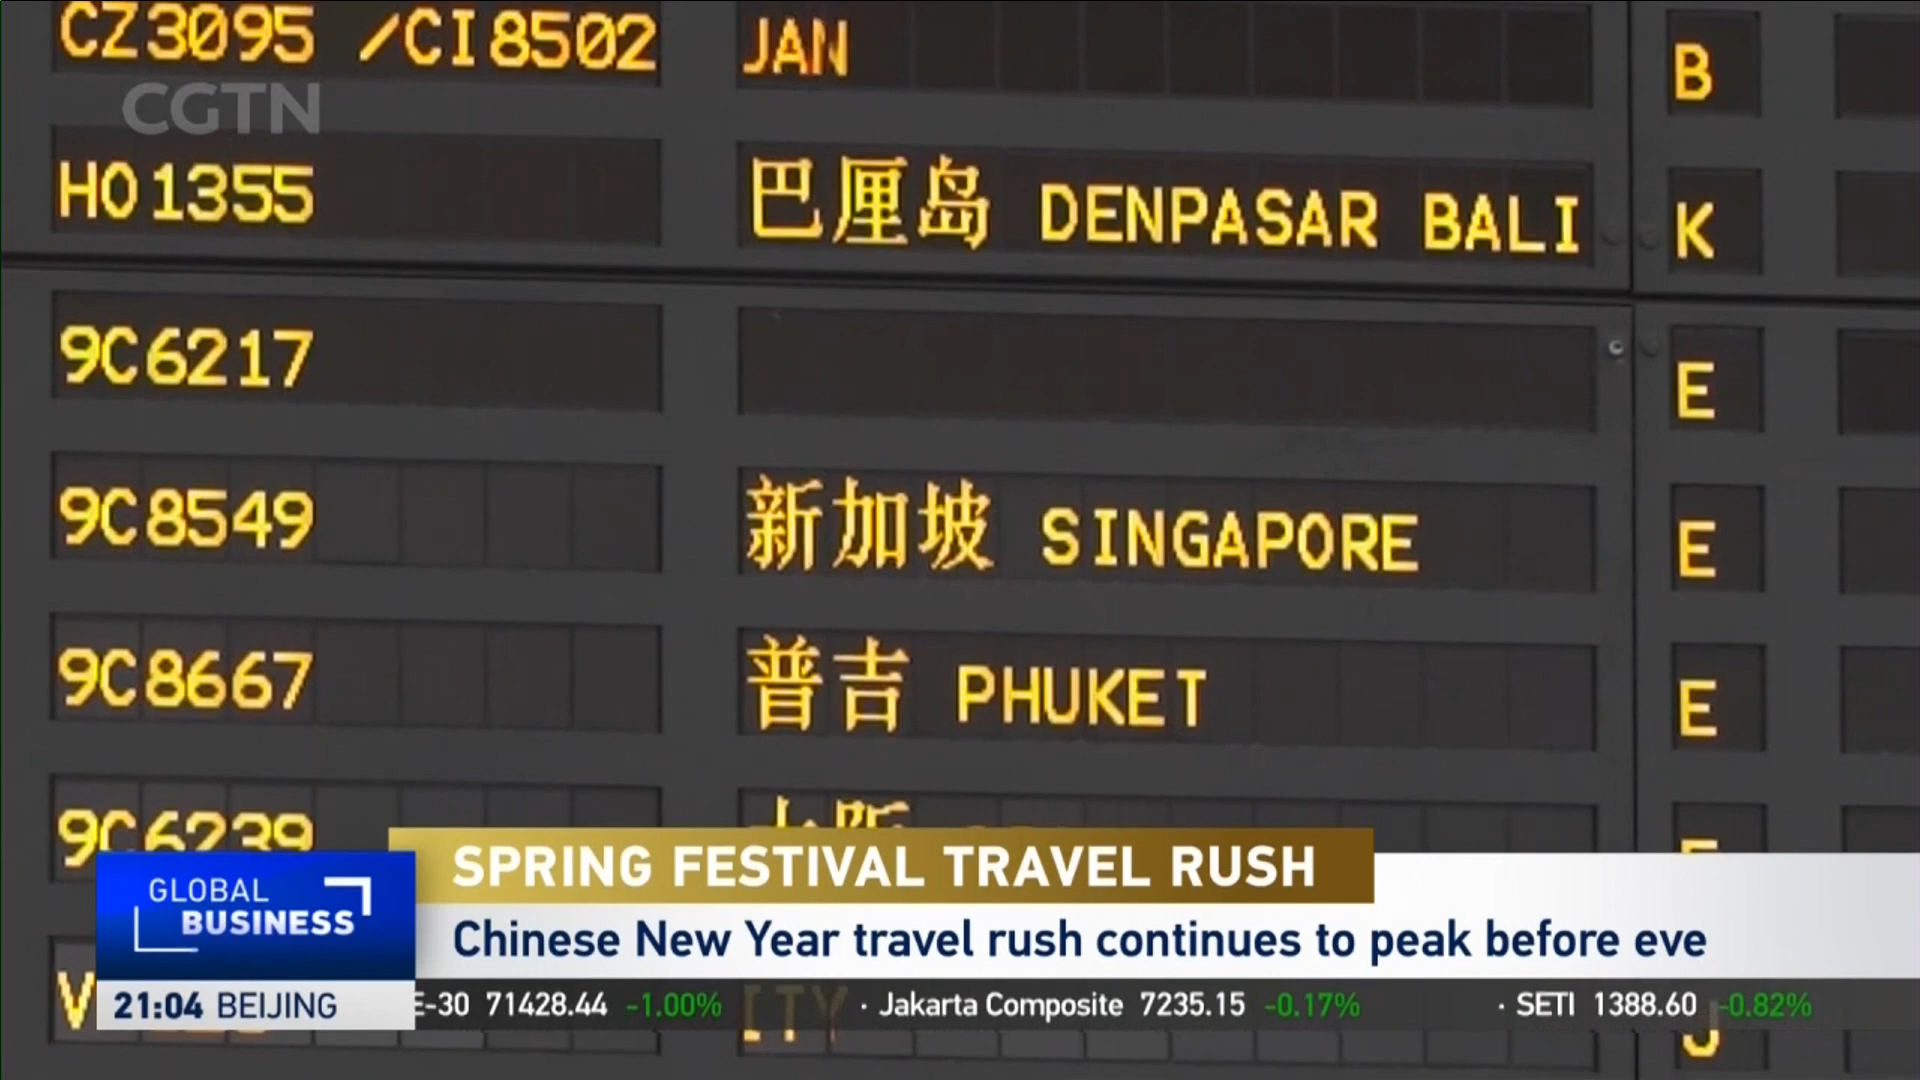 CZ3095 /CI8502 JAN B
CGTN
HO1355 巴厘岛 DENPASAR BALI K
9C6217 E
9C8549 新加坡 SINGAPORE E
9C8667 普吉 PHUKET E
9C6239
SPRING FESTIVAL TRAVEL RUSH
GLOBAL
BUSINESS
Chinese New Year travel rush continues to peak before eve
21:04 BEIJING
E-30 71428.44 -1.00% · Jakarta Composite 7235.15 -0.17% · SETI 1388.60 -0.82%